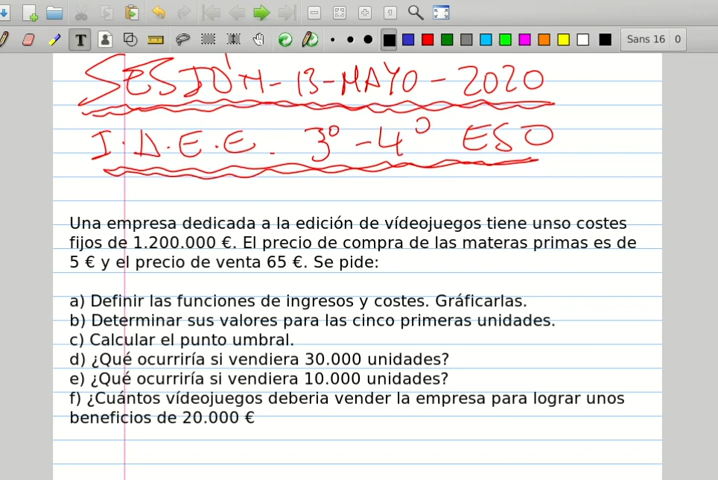 Sans 16 0
SESIÓN-13-MAYO-2020
I.D.E.E. 3º-4º ESO
Una empresa dedicada a la edición de vídeojuegos tiene unso costes
fijos de 1.200.000 €. El precio de compra de las materas primas es de
5 € y el precio de venta 65 €. Se pide:
a) Definir las funciones de ingresos y costes. Gráficarlas.
b) Determinar sus valores para las cinco primeras unidades.
c) Calcular el punto umbral.
d) ¿Qué ocurriría si vendiera 30.000 unidades?
e) ¿Qué ocurriría si vendiera 10.000 unidades?
f) ¿Cuántos vídeojuegos deberia vender la empresa para lograr unos
beneficios de 20.000 €